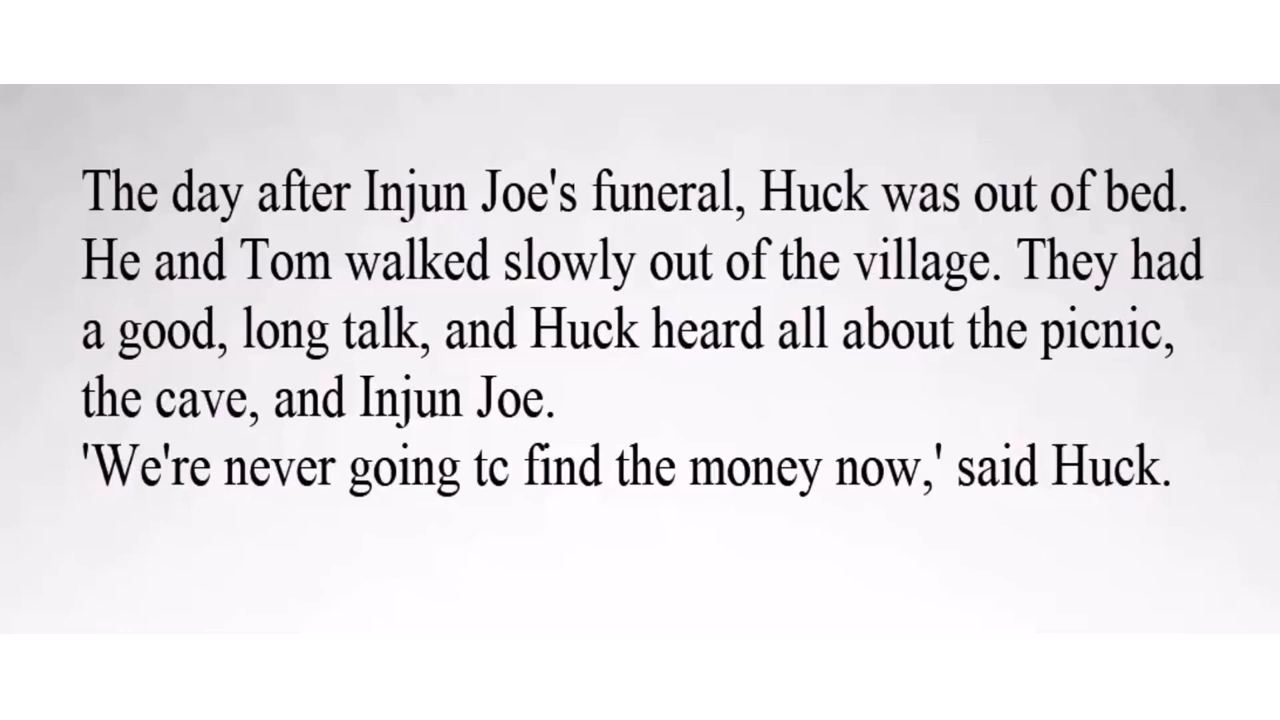 The day after Injun Joe's funeral, Huck was out of bed.
He and Tom walked slowly out of the village. They had
a good, long talk, and Huck heard all about the picnic,
the cave, and Injun Joe.
'We're never going tc find the money now,' said Huck.